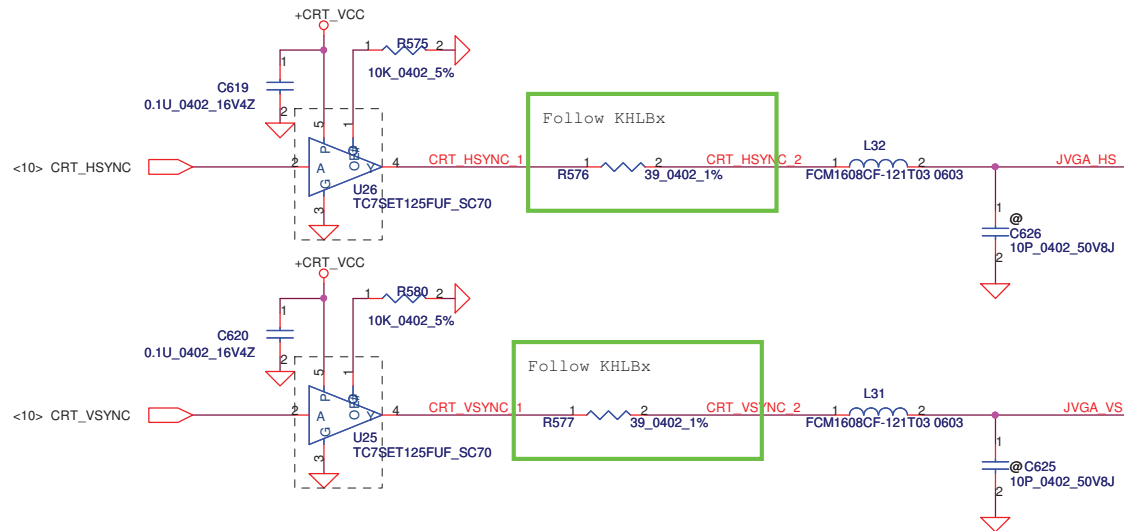 +CRT_VCC
1 R575 2
10K_0402_5%
1
C619
0.1U_0402_16V4Z
2
5
1
P
OE#
<10> CRT_HSYNC 2 A Y 4 CRT_HSYNC_1
G
3
U26
TC7SET125FUF_SC70
Follow KHLBx
1 2
R576 39_0402_1%
CRT_HSYNC_2
L32
1 2
FCM1608CF-121T03 0603
JVGA_HS
1
@
C626
10P_0402_50V8J
2
+CRT_VCC
1 R580 2
10K_0402_5%
1
C620
0.1U_0402_16V4Z
2
5
1
P
OE#
<10> CRT_VSYNC 2 A Y 4 CRT_VSYNC_1
G
3
U25
TC7SET125FUF_SC70
Follow KHLBx
1 2
R577 39_0402_1%
CRT_VSYNC_2
L31
1 2
FCM1608CF-121T03 0603
JVGA_VS
1
@ C625
10P_0402_50V8J
2